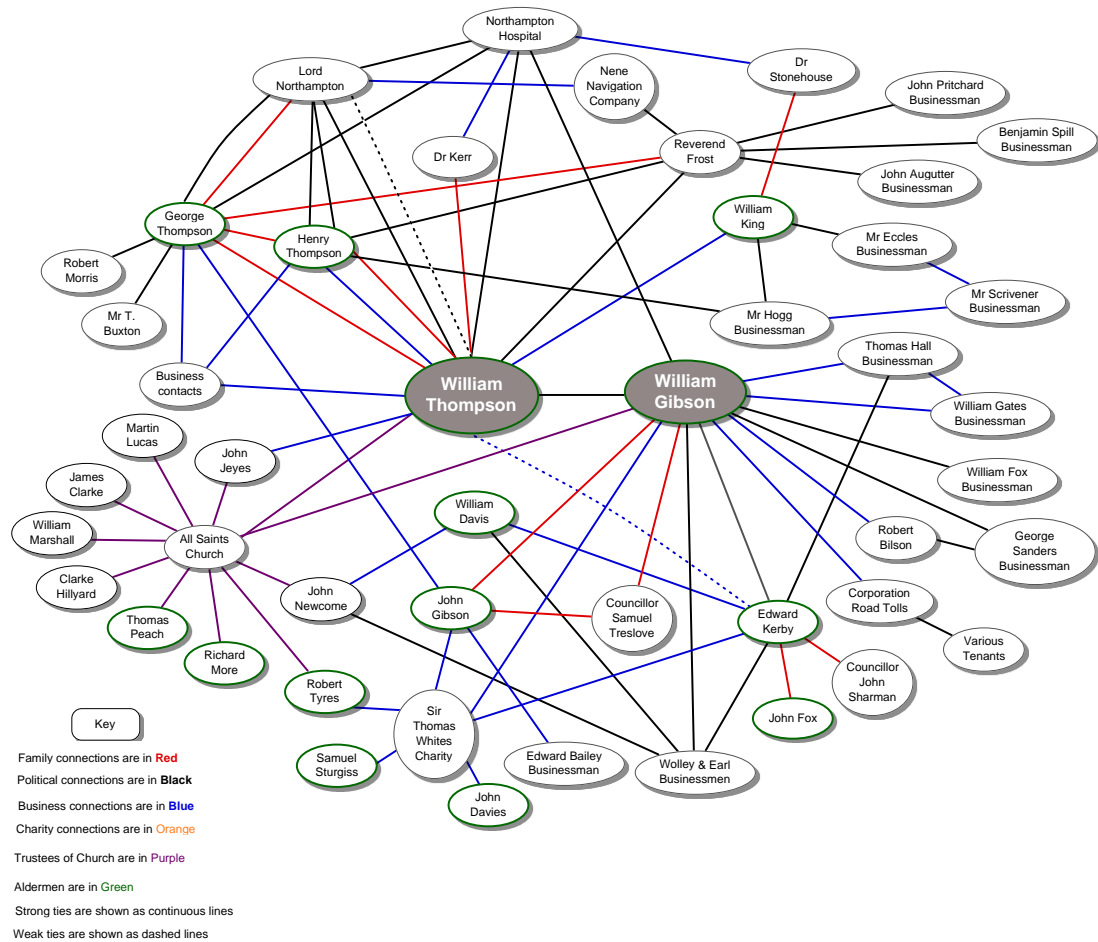 Northampton
Hospital
Lord
Northampton
Nene
Navigation
Company
Dr
Stonehouse
John Pritchard
Businessman
Benjamin Spill
Businessman
Dr Kerr
Reverend
Frost
John Augutter
Businessman
George
Thompson
Henry
Thompson
William
King
Mr Eccles
Businessman
Robert
Morris
Mr T.
Buxton
Mr Hogg
Businessman
Mr Scrivener
Businessman
Thomas Hall
Businessman
Business
contacts
William
Thompson
William
Gibson
William Gates
Businessman
Martin
Lucas
John
Jeyes
James
Clarke
William Fox
Businessman
William
Marshall
All Saints
Church
William
Davis
Robert
Bilson
George
Sanders
Businessman
Clarke
Hillyard
John
Newcome
John
Gibson
Councillor
Samuel
Treslove
Edward
Kerby
Corporation
Road Tolls
Various
Tenants
Thomas
Peach
Richard
More
Robert
Tyres
Councillor
John
Sharman
John Fox
Sir
Thomas
Whites
Charity
Samuel
Sturgiss
John
Davies
Edward Bailey
Businessman
Wolley & Earl
Businessmen
Key
Family connections are in Red
Political connections are in Black
Business connections are in Blue
Charity connections are in Orange
Trustees of Church are in Purple
Aldermen are in Green
Strong ties are shown as continuous lines
Weak ties are shown as dashed lines